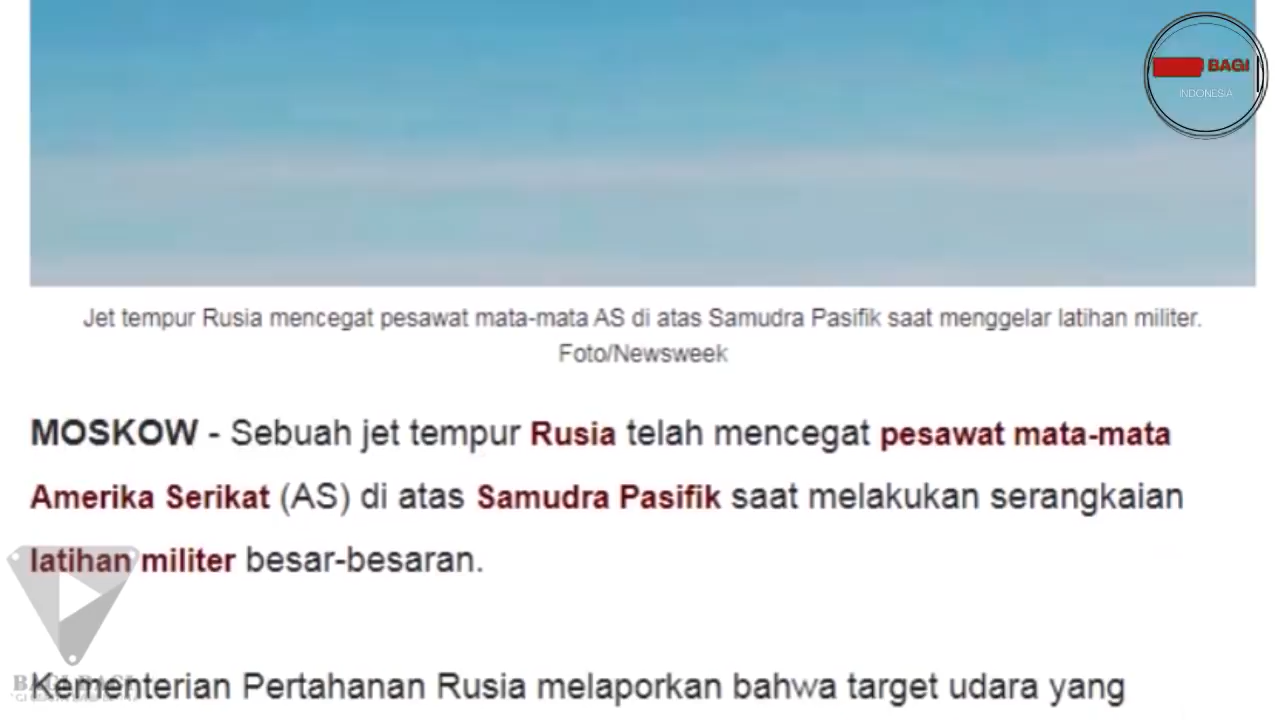 BAGI
INDONESIA
Jet tempur Rusia mencegat pesawat mata-mata AS di atas Samudra Pasifik saat menggelar latihan militer.
Foto/Newsweek
MOSKOW - Sebuah jet tempur Rusia telah mencegat pesawat mata-mata
Amerika Serikat (AS) di atas Samudra Pasifik saat melakukan serangkaian
latihan militer besar-besaran.
Kementerian Pertahanan Rusia melaporkan bahwa target udara yang
BAGI BAGI